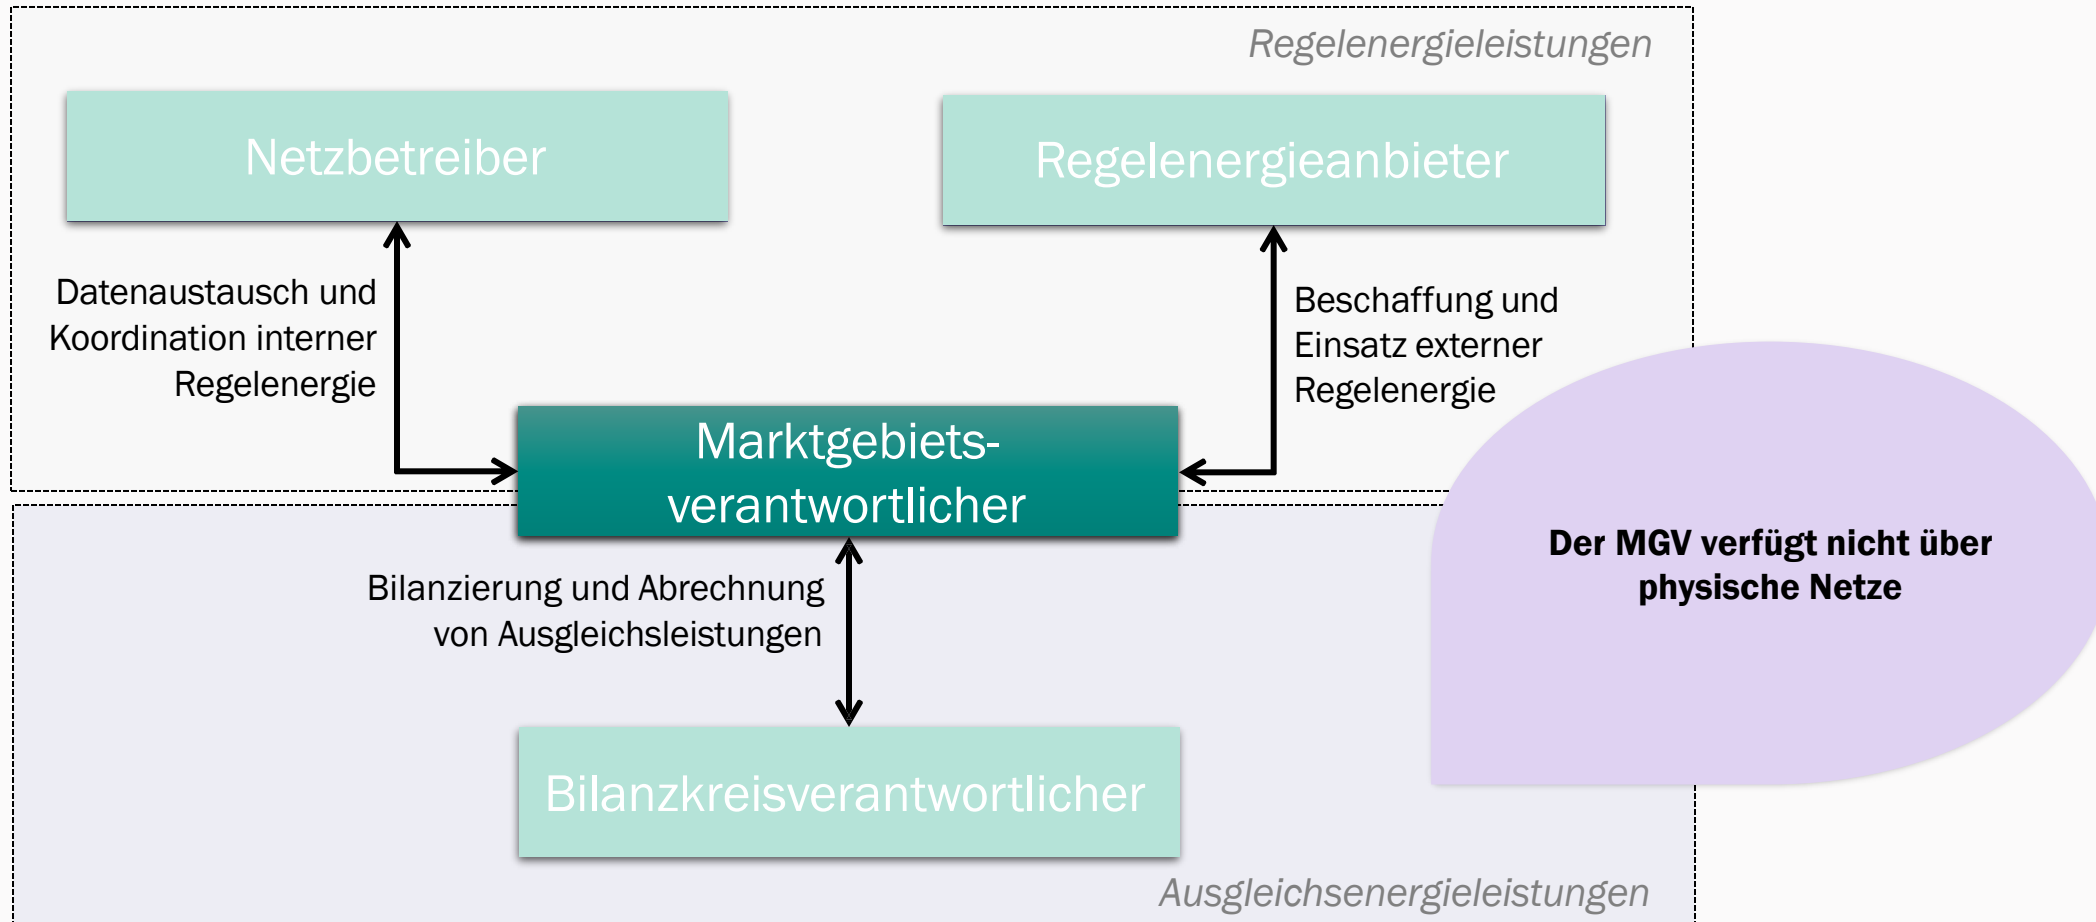 Regelenergieleistungen
Netzbetreiber
Regelenergieanbieter
Datenaustausch und
Koordination interner
Regelenergie
Beschaffung und
Einsatz externer
Regelenergie
Marktgebiets-
verantwortlicher
Der MGV verfügt nicht über
physische Netze
Bilanzierung und Abrechnung
von Ausgleichsleistungen
Bilanzkreisverantwortlicher
Ausgleichsenergieleistungen